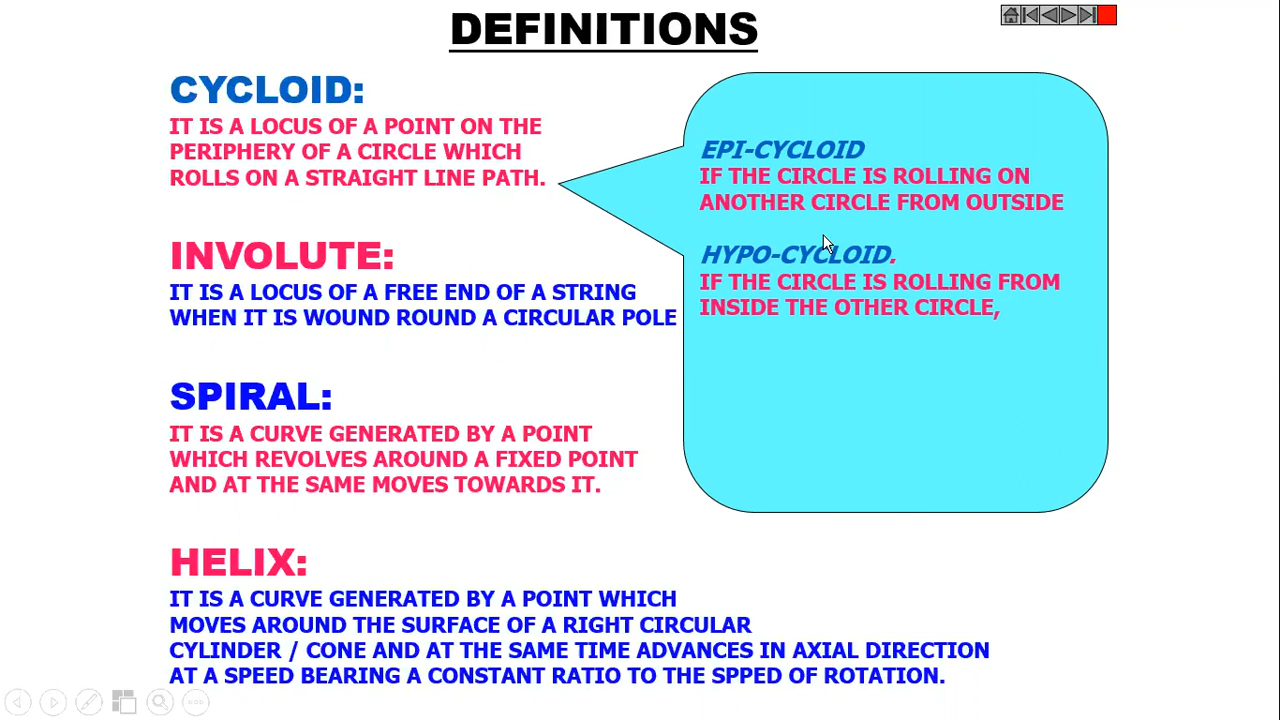 DEFINITIONS
CYCLOID:
IT IS A LOCUS OF A POINT ON THE
PERIPHERY OF A CIRCLE WHICH
ROLLS ON A STRAIGHT LINE PATH.
INVOLUTE:
IT IS A LOCUS OF A FREE END OF A STRING
WHEN IT IS WOUND ROUND A CIRCULAR POLE
SPIRAL:
IT IS A CURVE GENERATED BY A POINT
WHICH REVOLVES AROUND A FIXED POINT
AND AT THE SAME MOVES TOWARDS IT.
HELIX:
IT IS A CURVE GENERATED BY A POINT WHICH
MOVES AROUND THE SURFACE OF A RIGHT CIRCULAR
CYLINDER / CONE AND AT THE SAME TIME ADVANCES IN AXIAL DIRECTION
AT A SPEED BEARING A CONSTANT RATIO TO THE SPPED OF ROTATION.
EPI-CYCLOID
IF THE CIRCLE IS ROLLING ON
ANOTHER CIRCLE FROM OUTSIDE
HYPO-CYCLOID.
IF THE CIRCLE IS ROLLING FROM
INSIDE THE OTHER CIRCLE,